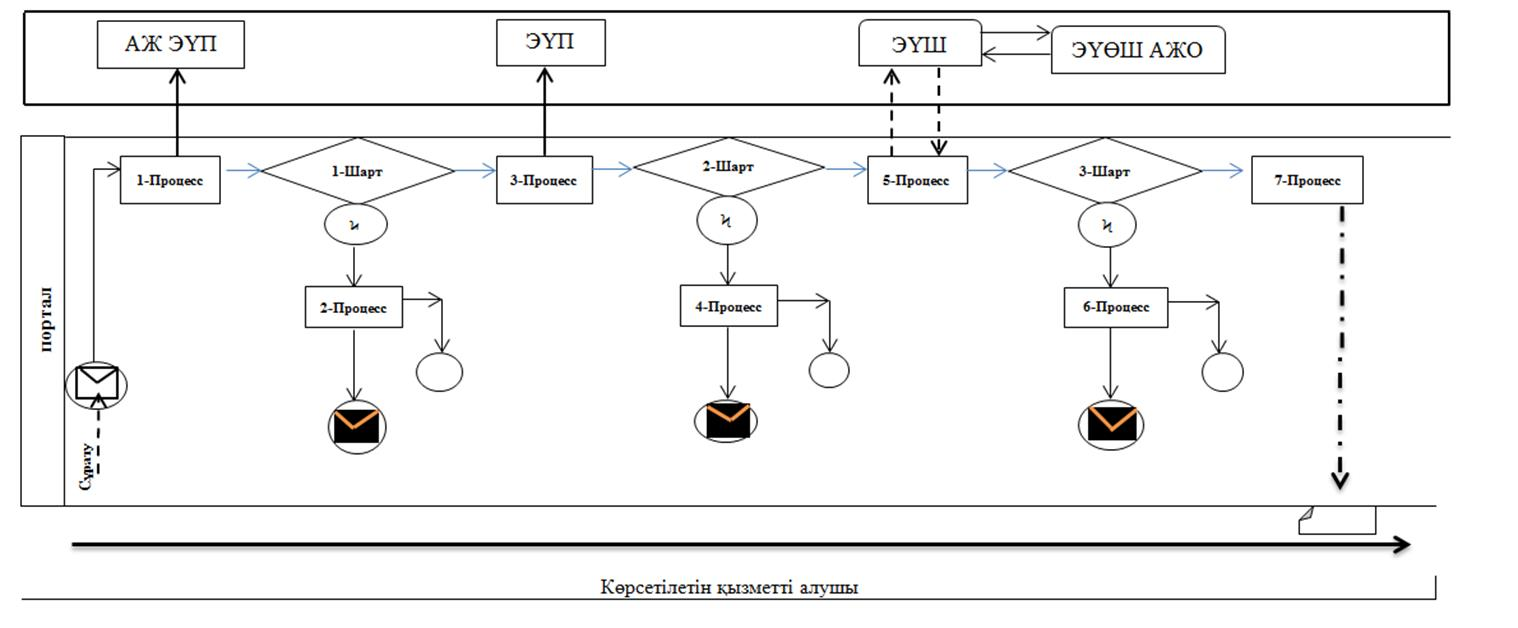 АЖ ЭҮП
ЭҮП
ЭҮШ
ЭҮӨШ АЖО
1-Процесс
1-Шарт
3-Процесс
2-Шарт
5-Процесс
3-Шарт
7-Процесс
2-Процесс
4-Процесс
6-Процесс
портал
Сұрату
Көрсетілетін қызметті алушы